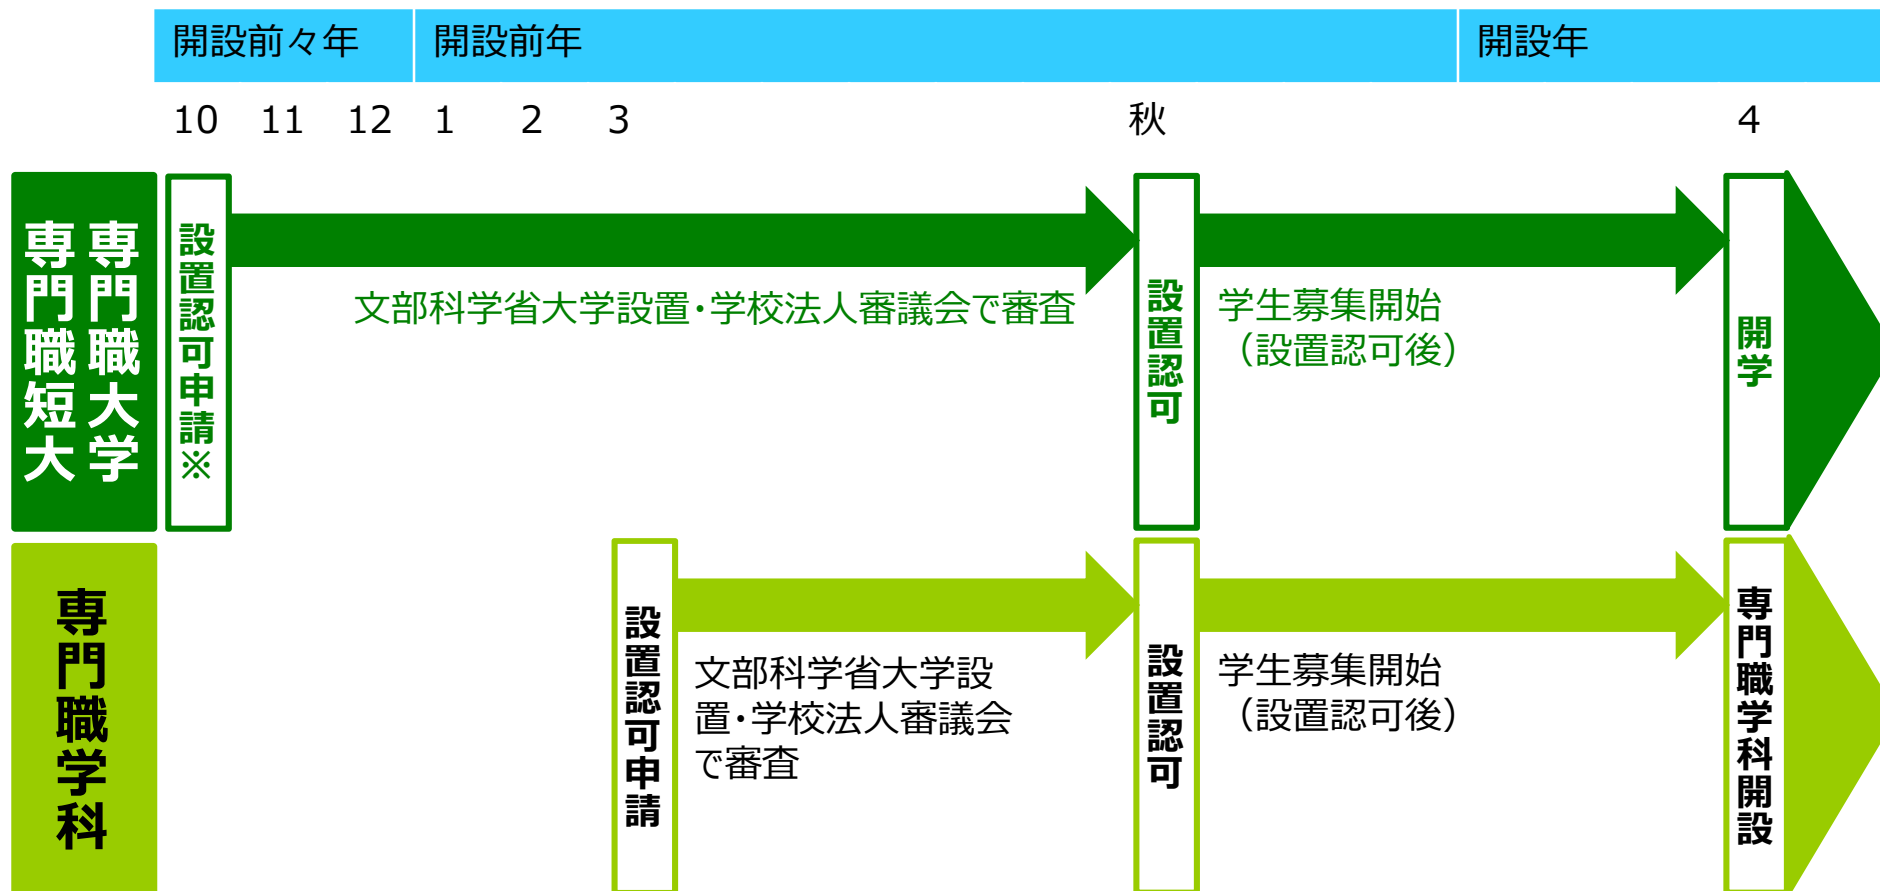 開設前々年
開設前年
開設年
10 11 12 1 2 3 秋 4
専門職大学
専門職短大
設置認可申請※
文部科学省大学設置・学校法人審議会で審査
設置認可
学生募集開始
（設置認可後）
開学
専門職学科
設置認可申請
文部科学省大学設
置・学校法人審議会
で審査
設置認可
学生募集開始
（設置認可後）
専門職学科開設